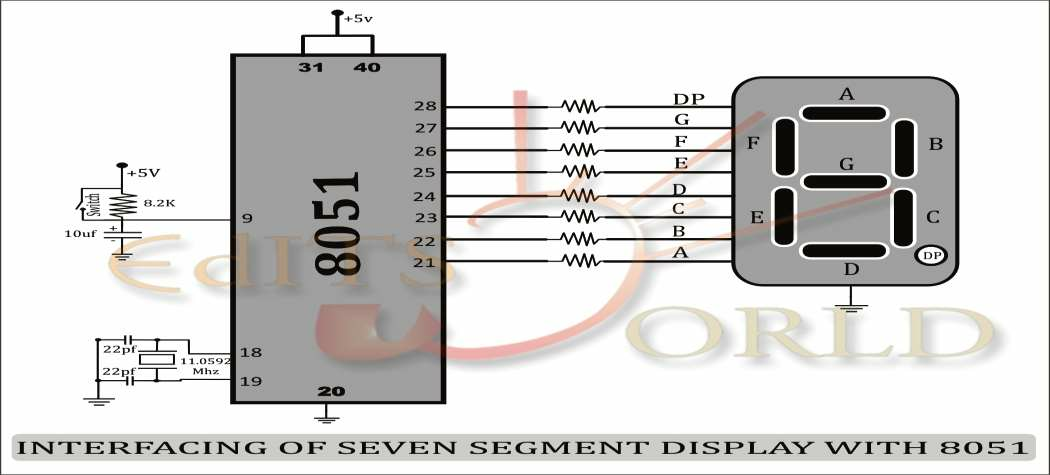 +5v
31 40
28 DP
27 G
26 F
25 E
24 D
23 C
22 B
21 A
A
F B
G
E C
D
DP
+5V
Switch
8.2K
10uf
+
-
9
8051
22pf
22pf
11.0592
Mhz
18
19
20
EdITS WORLD
INTERFACING OF SEVEN SEGMENT DISPLAY WITH 8051